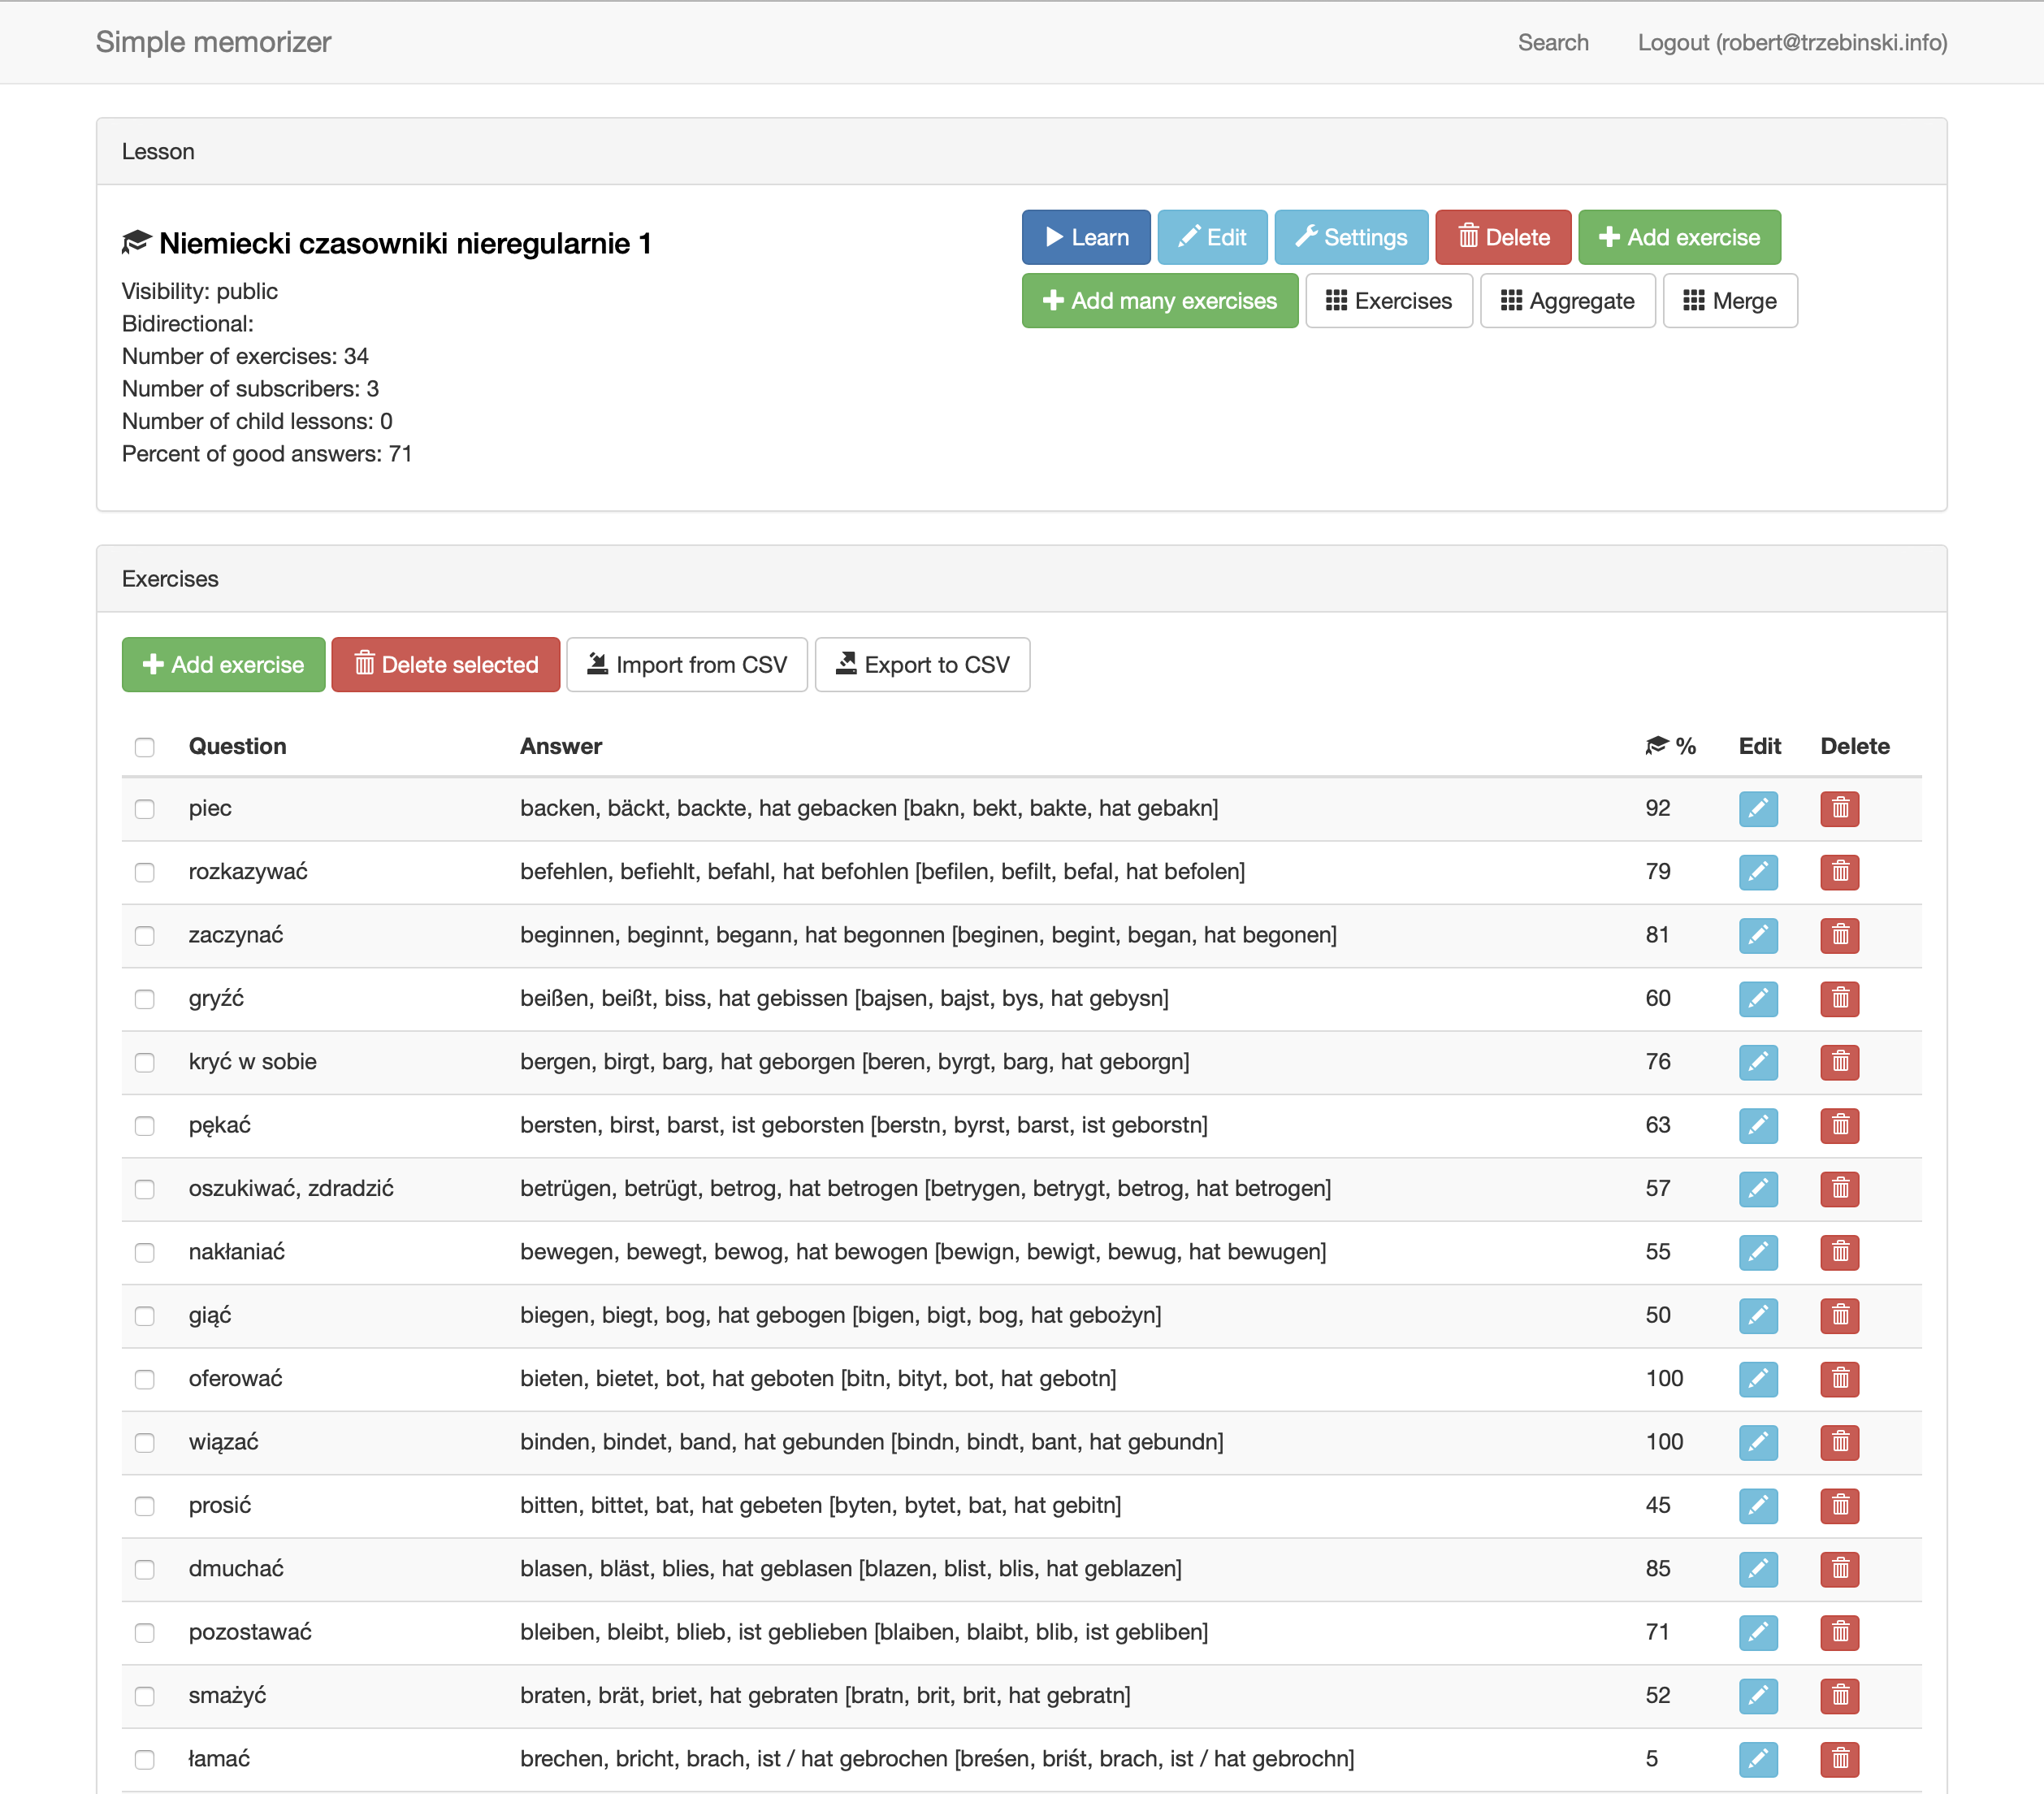 Simple memorizer Search Logout (robert@trzebinski.info)
Lesson
Niemiecki czasowniki nieregularnie 1
Visibility: public
Bidirectional:
Number of exercises: 34
Number of subscribers: 3
Number of child lessons: 0
Percent of good answers: 71
Learn Edit Settings Delete Add exercise
Add many exercises Exercises Aggregate Merge
Exercises
Add exercise Delete selected Import from CSV Export to CSV
Question Answer % Edit Delete
piec backen, bäckt, backte, hat gebacken [bakn, bekt, bakte, hat gebakn] 92
rozkazywać befehlen, befiehlt, befahl, hat befohlen [befilen, befilt, befal, hat befolen] 79
zaczynać beginnen, beginnt, begann, hat begonnen [beginen, begint, began, hat begonen] 81
gryźć beißen, beißt, biss, hat gebissen [bajsen, bajst, bys, hat gebysn] 60
kryć w sobie bergen, birgt, barg, hat geborgen [beren, byrgt, barg, hat geborgn] 76
pękać bersten, birst, barst, ist geborsten [berstn, byrst, barst, ist geborstn] 63
oszukiwać, zdradzić betrügen, betrügt, betrog, hat betrogen [betrygen, betrygt, betrog, hat betrogen] 57
nakłaniać bewegen, bewegt, bewog, hat bewogen [bewign, bewigt, bewug, hat bewugen] 55
giąć biegen, biegt, bog, hat gebogen [bigen, bigt, bog, hat gebożyn] 50
oferować bieten, bietet, bot, hat geboten [bitn, bityt, bot, hat gebotn] 100
wiązać binden, bindet, band, hat gebunden [bindn, bindt, bant, hat gebundn] 100
prosić bitten, bittet, bat, hat gebeten [byten, bytet, bat, hat gebitn] 45
dmuchać blasen, bläst, blies, hat geblasen [blazen, blist, blis, hat geblazen] 85
pozostawać bleiben, bleibt, blieb, ist geblieben [blaiben, blaibt, blib, ist gebliben] 71
smażyć braten, brät, briet, hat gebraten [bratn, brit, brit, hat gebratn] 52
łamać brechen, bricht, brach, ist / hat gebrochen [breśen, briśt, brach, ist / hat gebrochn] 5